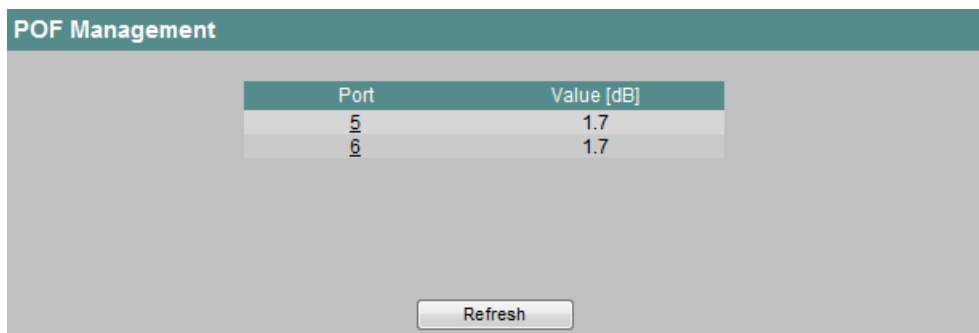 POF Management
Port Value [dB]
5 1.7
6 1.7
Refresh